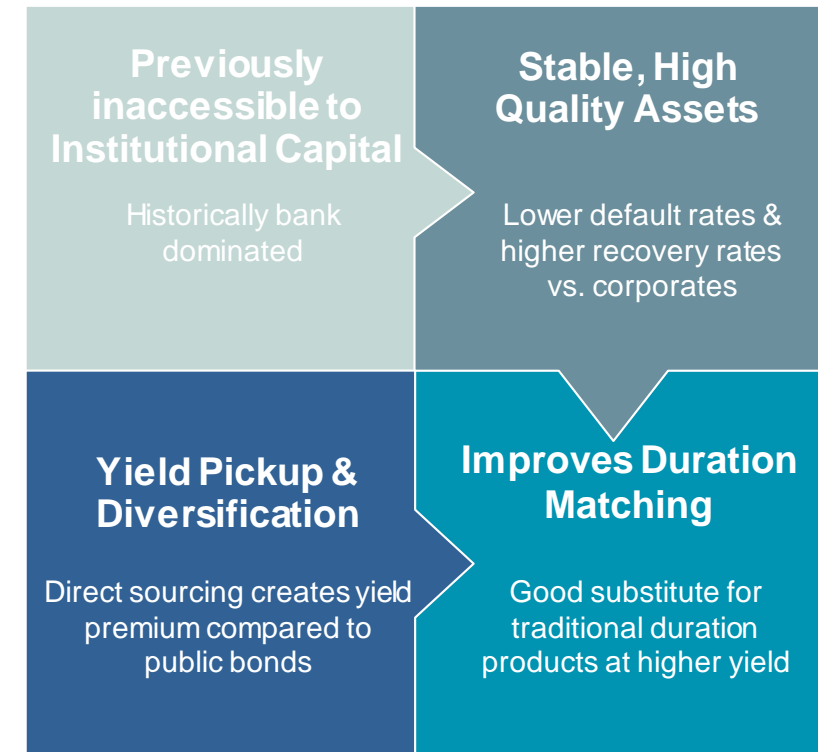 Previously
inaccessible to
Institutional Capital
Historically bank
dominated
Stable, High
Quality Assets
Lower default rates &
higher recovery rates
vs. corporates
Yield Pickup &
Diversification
Direct sourcing creates yield
premium compared to
public bonds
Improves Duration
Matching
Good substitute for
traditional duration
products at higher yield